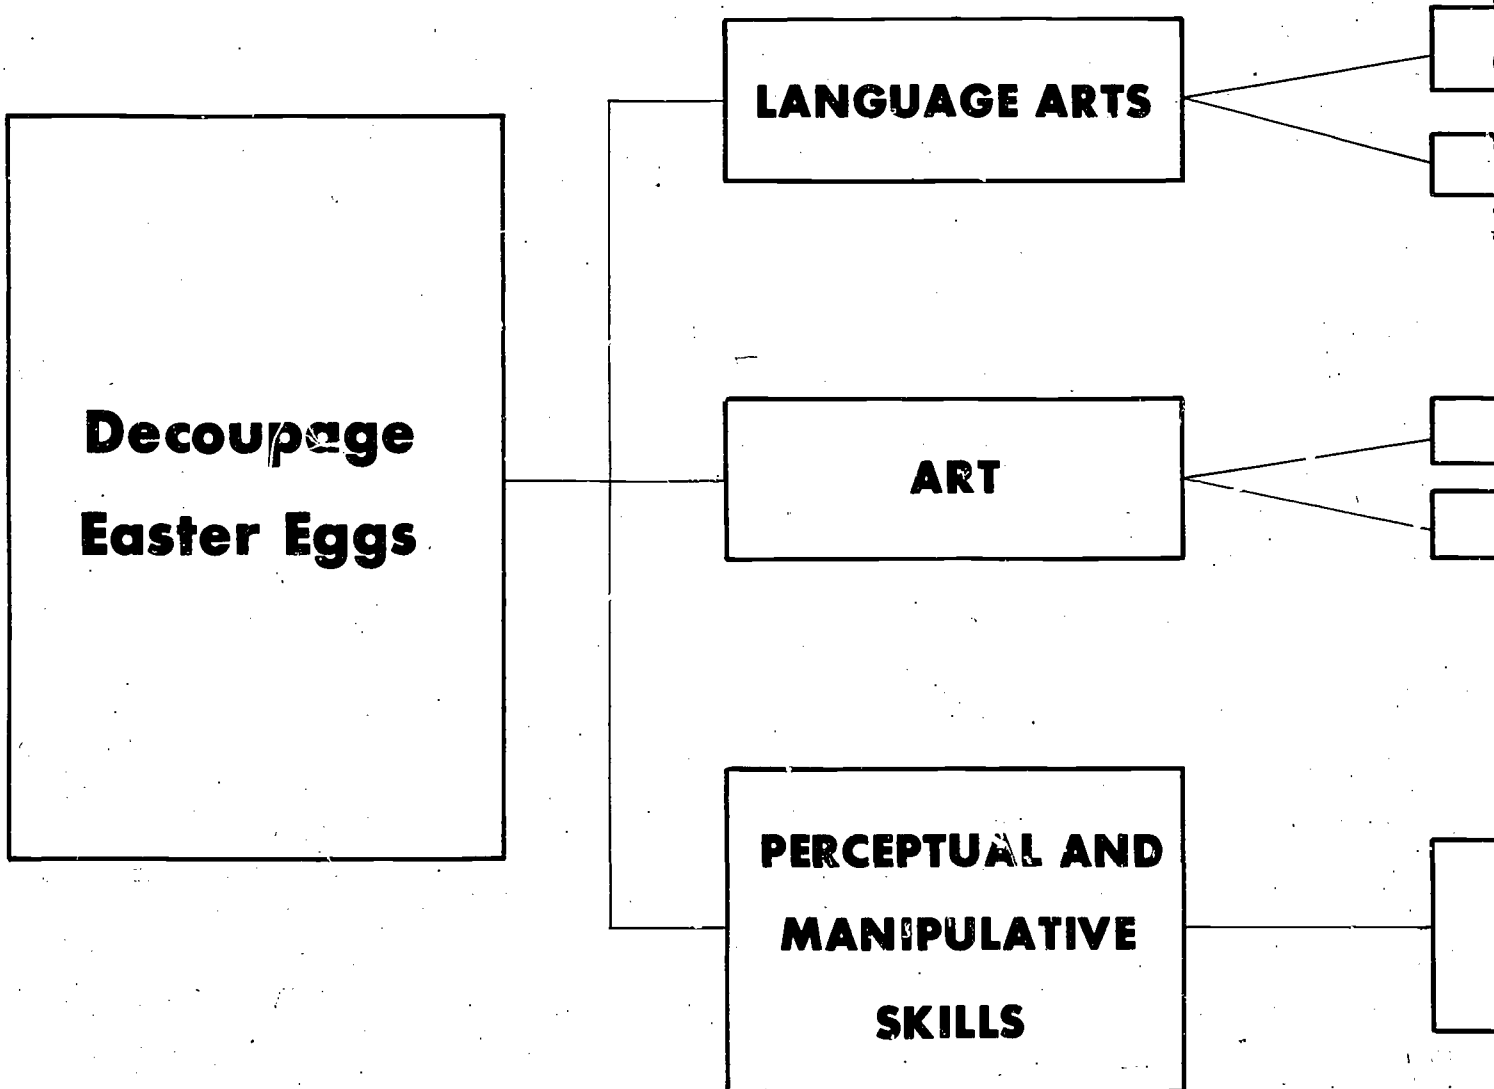 Decoupage
Easter Eggs
LANGUAGE ARTS
ART
PERCEPTUAL AND
MANIPULATIVE
SKILLS